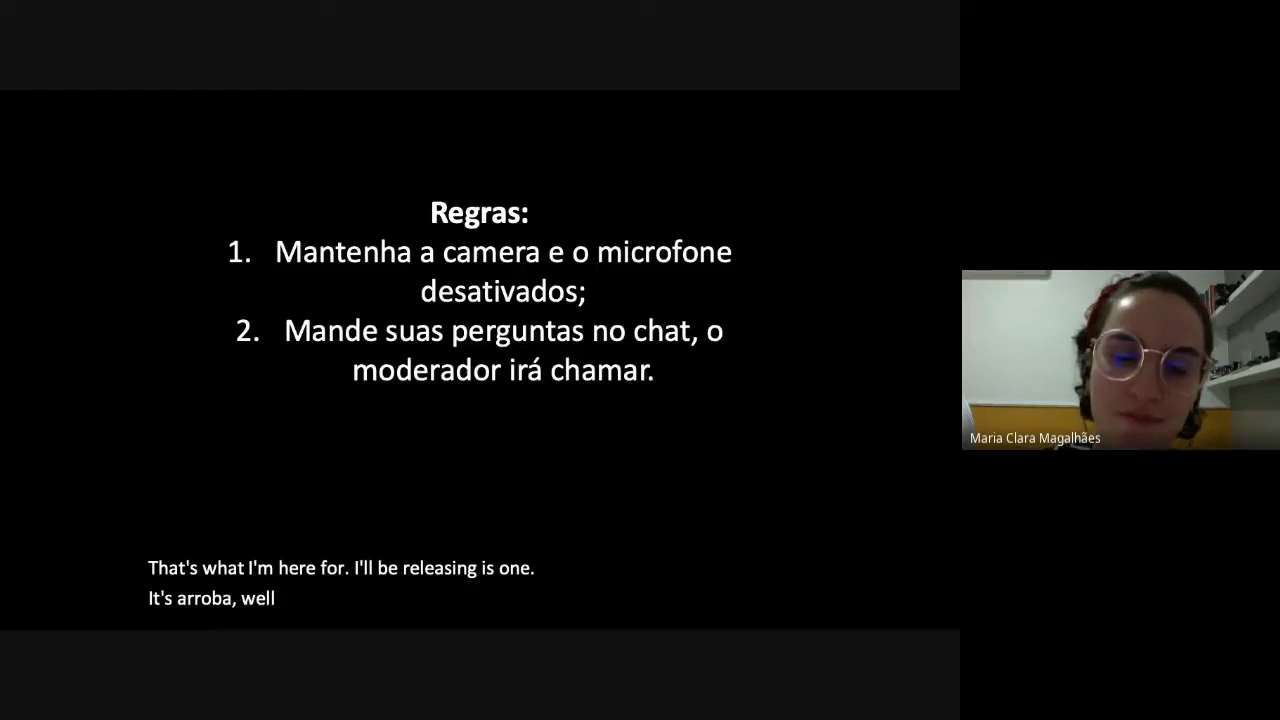 Regras:
1. Mantenha a camera e o microfone
desativados;
2. Mande suas perguntas no chat, o
moderador irá chamar.
Maria Clara Magalhães
That's what I'm here for. I'll be releasing is one.
It's arroba, well